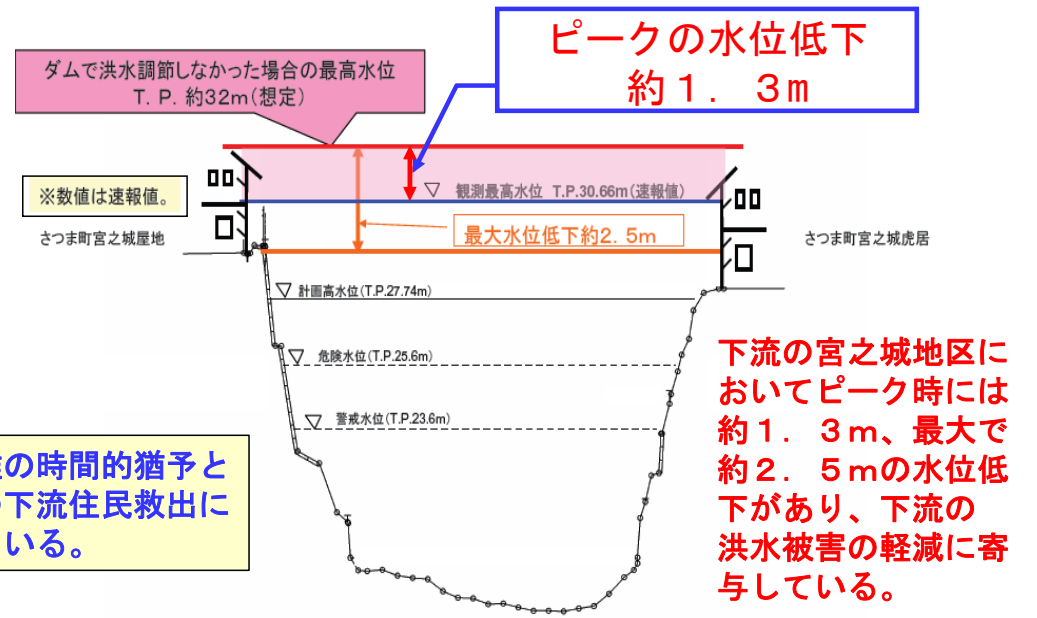 ピークの水位低下
約１．３ｍ
ダムで洪水調節しなかった場合の最高水位
T．P．約32m（想定）
※数値は速報値。
▽ 観測最高水位 T.P.30.66m（速報値）
最大水位低下約2．5m
さつま町宮之城屋地
さつま町宮之城虎居
▽ 計画高水位（T.P.27.74m）
▽ 危険水位（T.P.25.6m）
▽ 警戒水位（T.P.23.6m）
の時間的猶予と
下流住民救出に
いる。
下流の宮之城地区に
おいてピーク時には
約１．３ｍ、最大で
約２．５ｍの水位低
下があり、下流の
洪水被害の軽減に寄
与している。